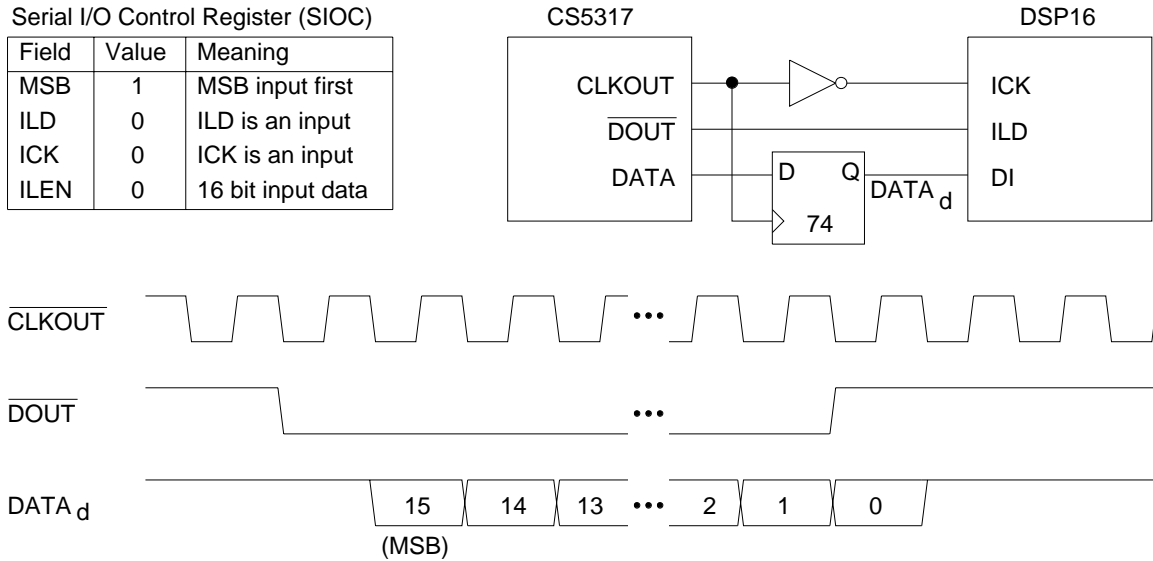 Serial I/O Control Register (SIOC)
Field Value Meaning
MSB 1 MSB input first
ILD 0 ILD is an input
ICK 0 ICK is an input
ILEN 0 16 bit input data
CS5317
DSP16
CLKOUT
ICK
DOUT
ILD
DATA
D Q
DATA d
DI
74
CLKOUT
•••
DOUT
•••
DATA d
15 14 13 ••• 2 1 0
(MSB)